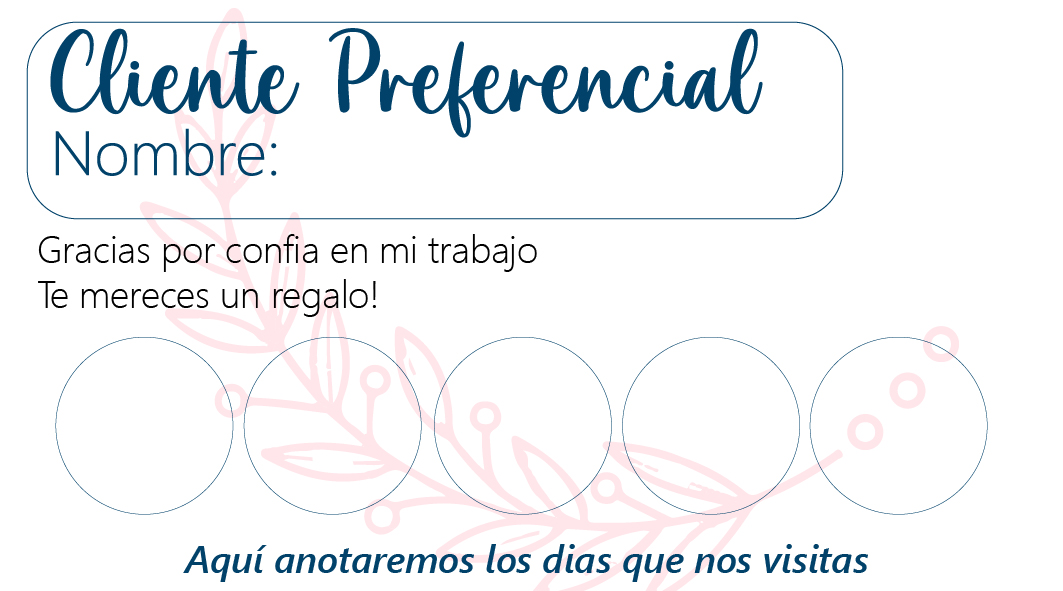 Cliente Preferencial
Nombre:
Gracias por confia en mi trabajo
Te mereces un regalo!
Aquí anotaremos los dias que nos visitas